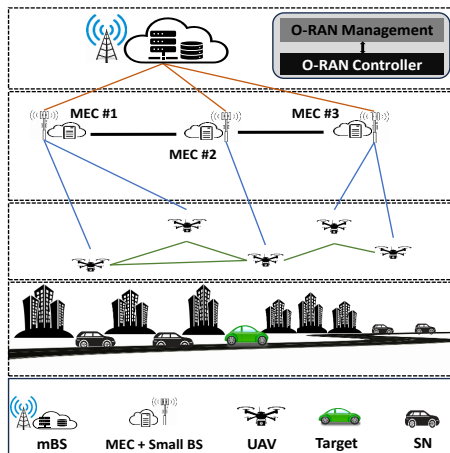 O-RAN Management
O-RAN Controller
MEC #1
MEC #2
MEC #3
mBS
MEC + Small BS
UAV
Target
SN